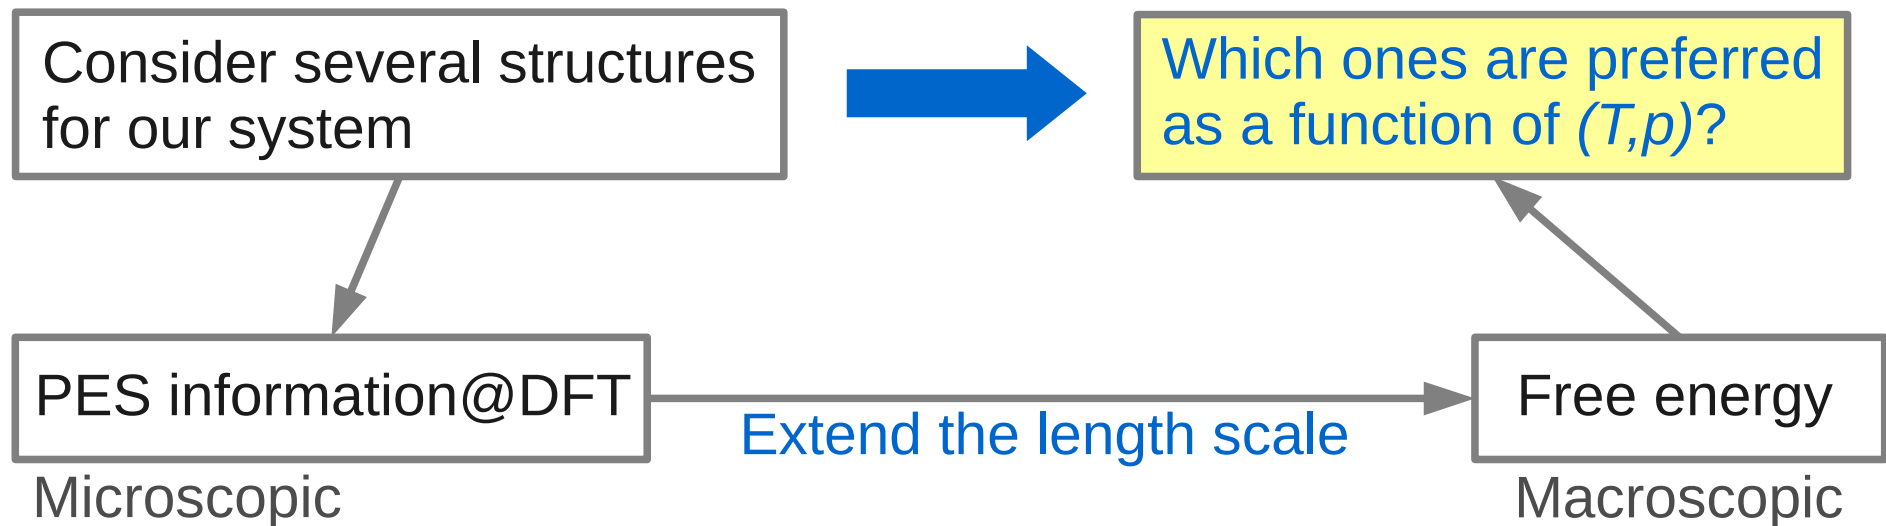 Consider several structures
for our system
Which ones are preferred
as a function of (T,p)?
PES information@DFT
Extend the length scale
Free energy
Microscopic
Macroscopic